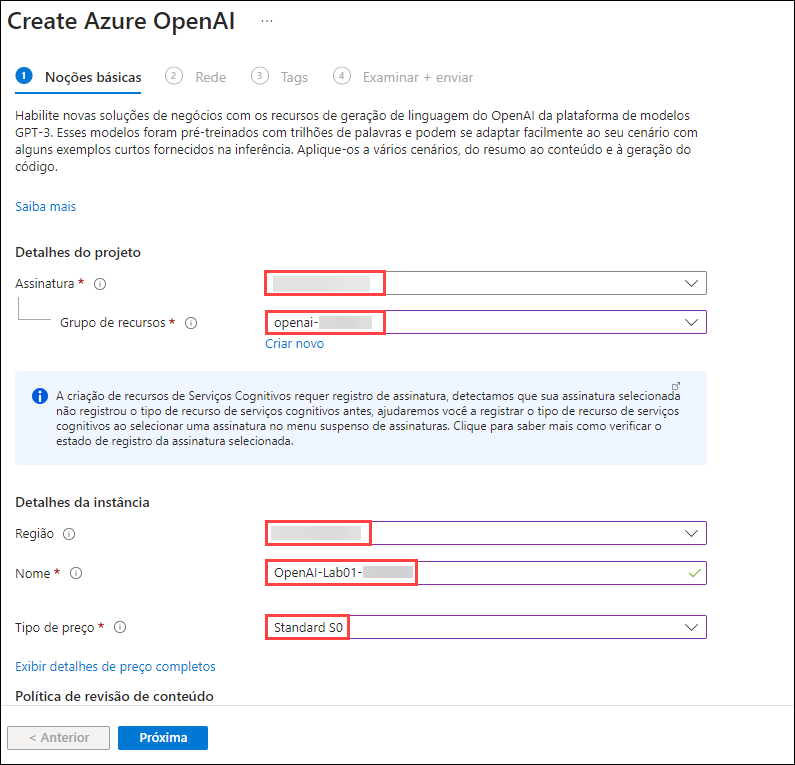 Create Azure OpenAI ...
1 Noções básicas 2 Rede 3 Tags 4 Examinar + enviar
Habilite novas soluções de negócios com os recursos de geração de linguagem do OpenAI da plataforma de modelos
GPT-3. Esses modelos foram pré-treinados com trilhões de palavras e podem se adaptar facilmente ao seu cenário com
alguns exemplos curtos fornecidos na inferência. Aplique-os a vários cenários, do resumo ao conteúdo e à geração do
código.
Saiba mais
Detalhes do projeto
Assinatura *
Grupo de recursos * openai-
Criar novo
A criação de recursos de Serviços Cognitivos requer registro de assinatura, detectamos que sua assinatura selecionada
não registrou o tipo de recurso de serviços cognitivos antes, ajudaremos você a registrar o tipo de recurso de serviços
cognitivos ao selecionar uma assinatura no menu suspenso de assinaturas. Clique para saber mais como verificar o
estado de registro da assinatura selecionada.
Detalhes da instância
Região
Nome * OpenAI-Lab01-
Tipo de preço * Standard S0
Exibir detalhes de preço completos
Política de revisão de conteúdo
< Anterior Próxima